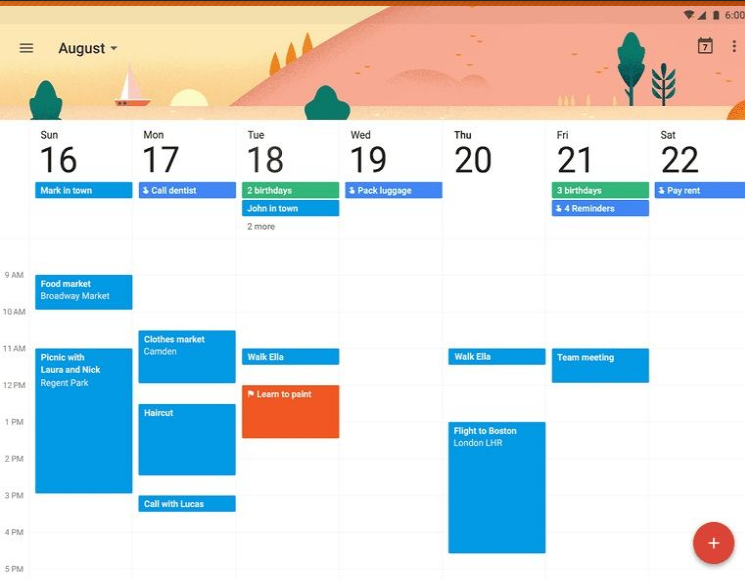 6:00
August
7
Sun
16
Mon
17
Tue
18
Wed
19
Thu
20
Fri
21
Sat
22
Mark in town
Call dentist
2 birthdays
John in town
2 more
Pack luggage
3 birthdays
4 Reminders
Pay rent
9 AM
10 AM
11 AM
12 PM
1 PM
2 PM
3 PM
4 PM
5 PM
Food market
Broadway Market
Picnic with
Laura and Nick
Regent Park
Clothes market
Camden
Haircut
Call with Lucas
Walk Ella
Learn to paint
Walk Ella
Flight to Boston
London LHR
Team meeting
+